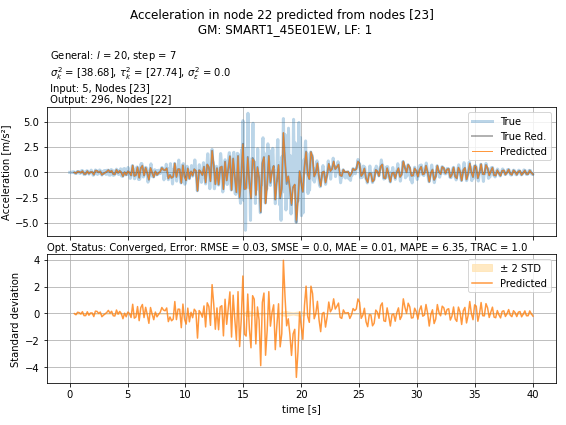 Acceleration in node 22 predicted from nodes [23]
GM: SMART1_45E01EW, LF: 1
General: l = 20, step = 7
σ²ₖ = [38.68], τ²ₖ = [27.74], σ²ε = 0.0
Input: 5, Nodes [23]
Output: 296, Nodes [22]
Acceleration [m/s²]
5.0
2.5
0.0
−2.5
−5.0
True
True Red.
Predicted
Opt. Status: Converged, Error: RMSE = 0.03, SMSE = 0.0, MAE = 0.01, MAPE = 6.35, TRAC = 1.0
Standard deviation
4
2
0
−2
−4
± 2 STD
Predicted
0 5 10 15 20 25 30 35 40
time [s]